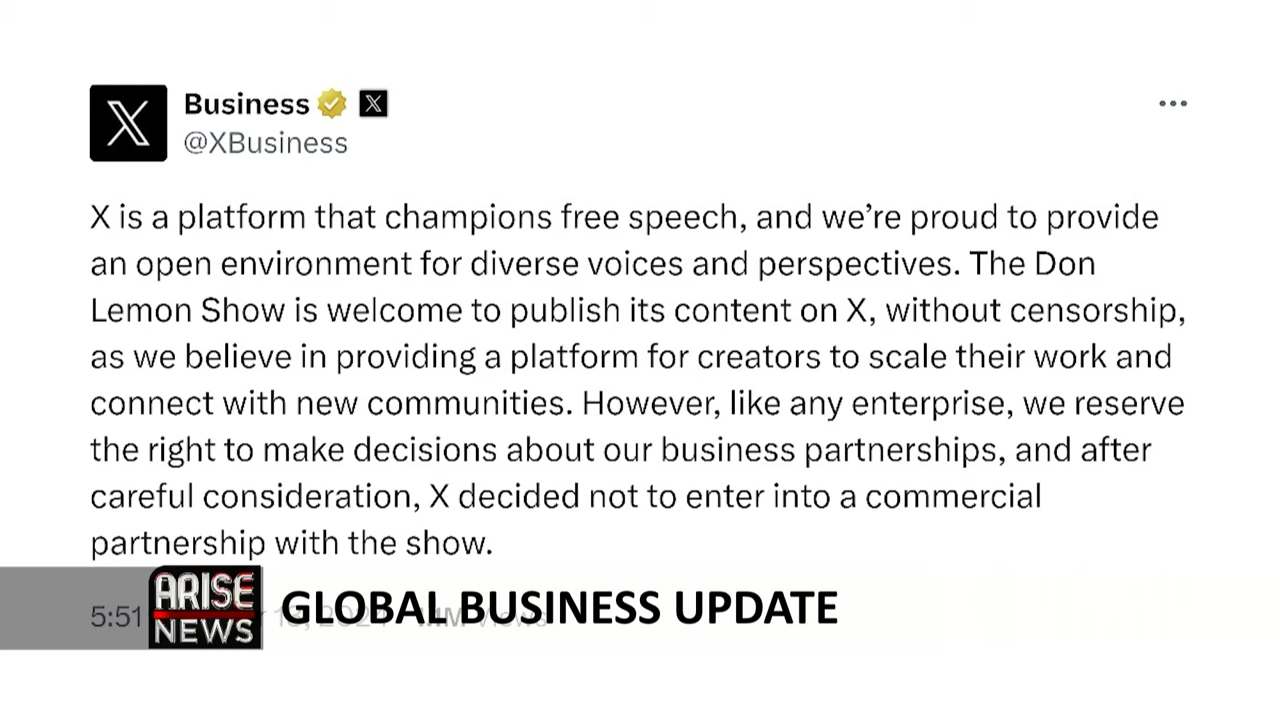 Business
@XBusiness
X is a platform that champions free speech, and we're proud to provide
an open environment for diverse voices and perspectives. The Don
Lemon Show is welcome to publish its content on X, without censorship,
as we believe in providing a platform for creators to scale their work and
connect with new communities. However, like any enterprise, we reserve
the right to make decisions about our business partnerships, and after
careful consideration, X decided not to enter into a commercial
partnership with the show.
5:51
ARISE
NEWS
GLOBAL BUSINESS UPDATE